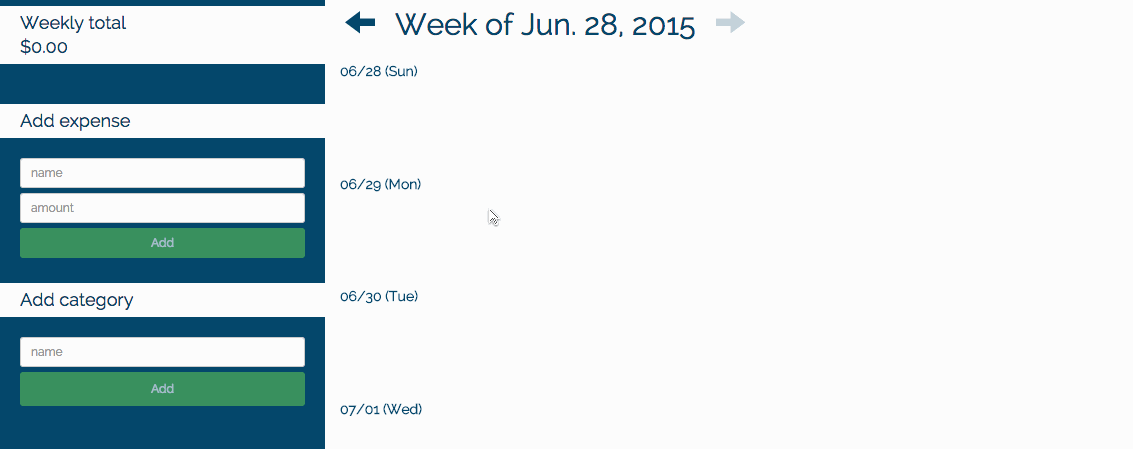 Weekly total
$0.00
Add expense
name
amount
Add
Add category
name
Add
Week of Jun. 28, 2015
06/28 (Sun)
06/29 (Mon)
06/30 (Tue)
07/01 (Wed)